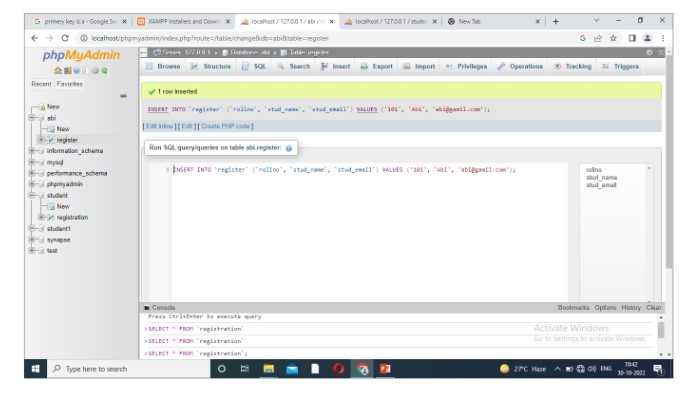 primery key is a - Google Sea
XAMPP Installers and Downl
localhost / 127.0.0.1 / abi / re
localhost / 127.0.0.1 / studen
New Tab
localhost/phpmyadmin/index.php?route=/table/change&db=abi&table=register
phpMyAdmin
Recent Favorites
New
abi
New
register
information_schema
mysql
performance_schema
phpmyadmin
student
New
registration
student1
synapse
test
Server: 127.0.0.1 » Database: abi » Table: register
Browse Structure SQL Search Insert Export Import Privileges Operations Tracking Triggers
1 row inserted.
INSERT INTO `register` (`rollno`, `stud_name`, `stud_email`) VALUES ('101', 'Abi', 'abi@gamil.com');
[ Edit inline ] [ Edit ] [ Create PHP code ]
Run SQL query/queries on table abi.register:
1 INSERT INTO `register` (`rollno`, `stud_name`, `stud_email`) VALUES ('101', 'Abi', 'abi@gamil.com');
rollno
stud_name
stud_email
Console
Bookmarks Options History Clear
Press Ctrl+Enter to execute query
>SELECT * FROM `registration`
>SELECT * FROM `registration`
>SELECT * FROM `registration`;
Activate Windows
Go to Settings to activate Windows.
Type here to search
27°C Haze
ENG
18:42
30-10-2022